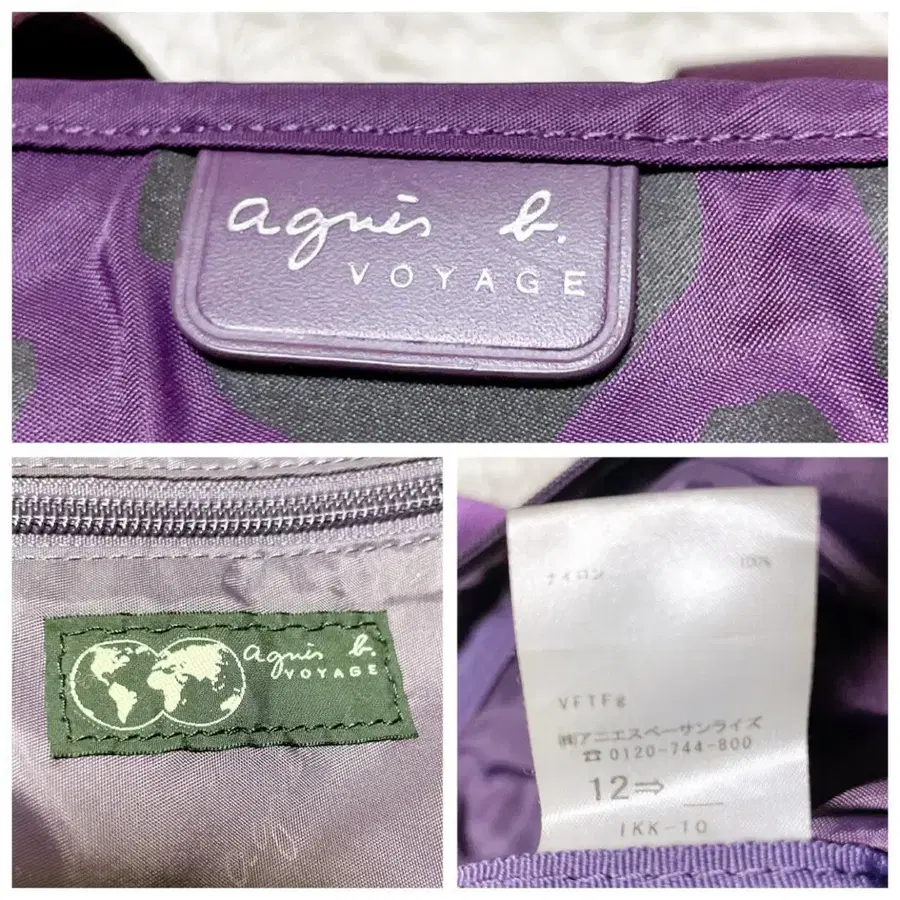 agnès b.
VOYAGE
agnès b.
VOYAGE
ナイロン 100%
VFTFg
㈱アニエスベーサンライズ
☎ 0120-744-800
12⇒
IKK-10